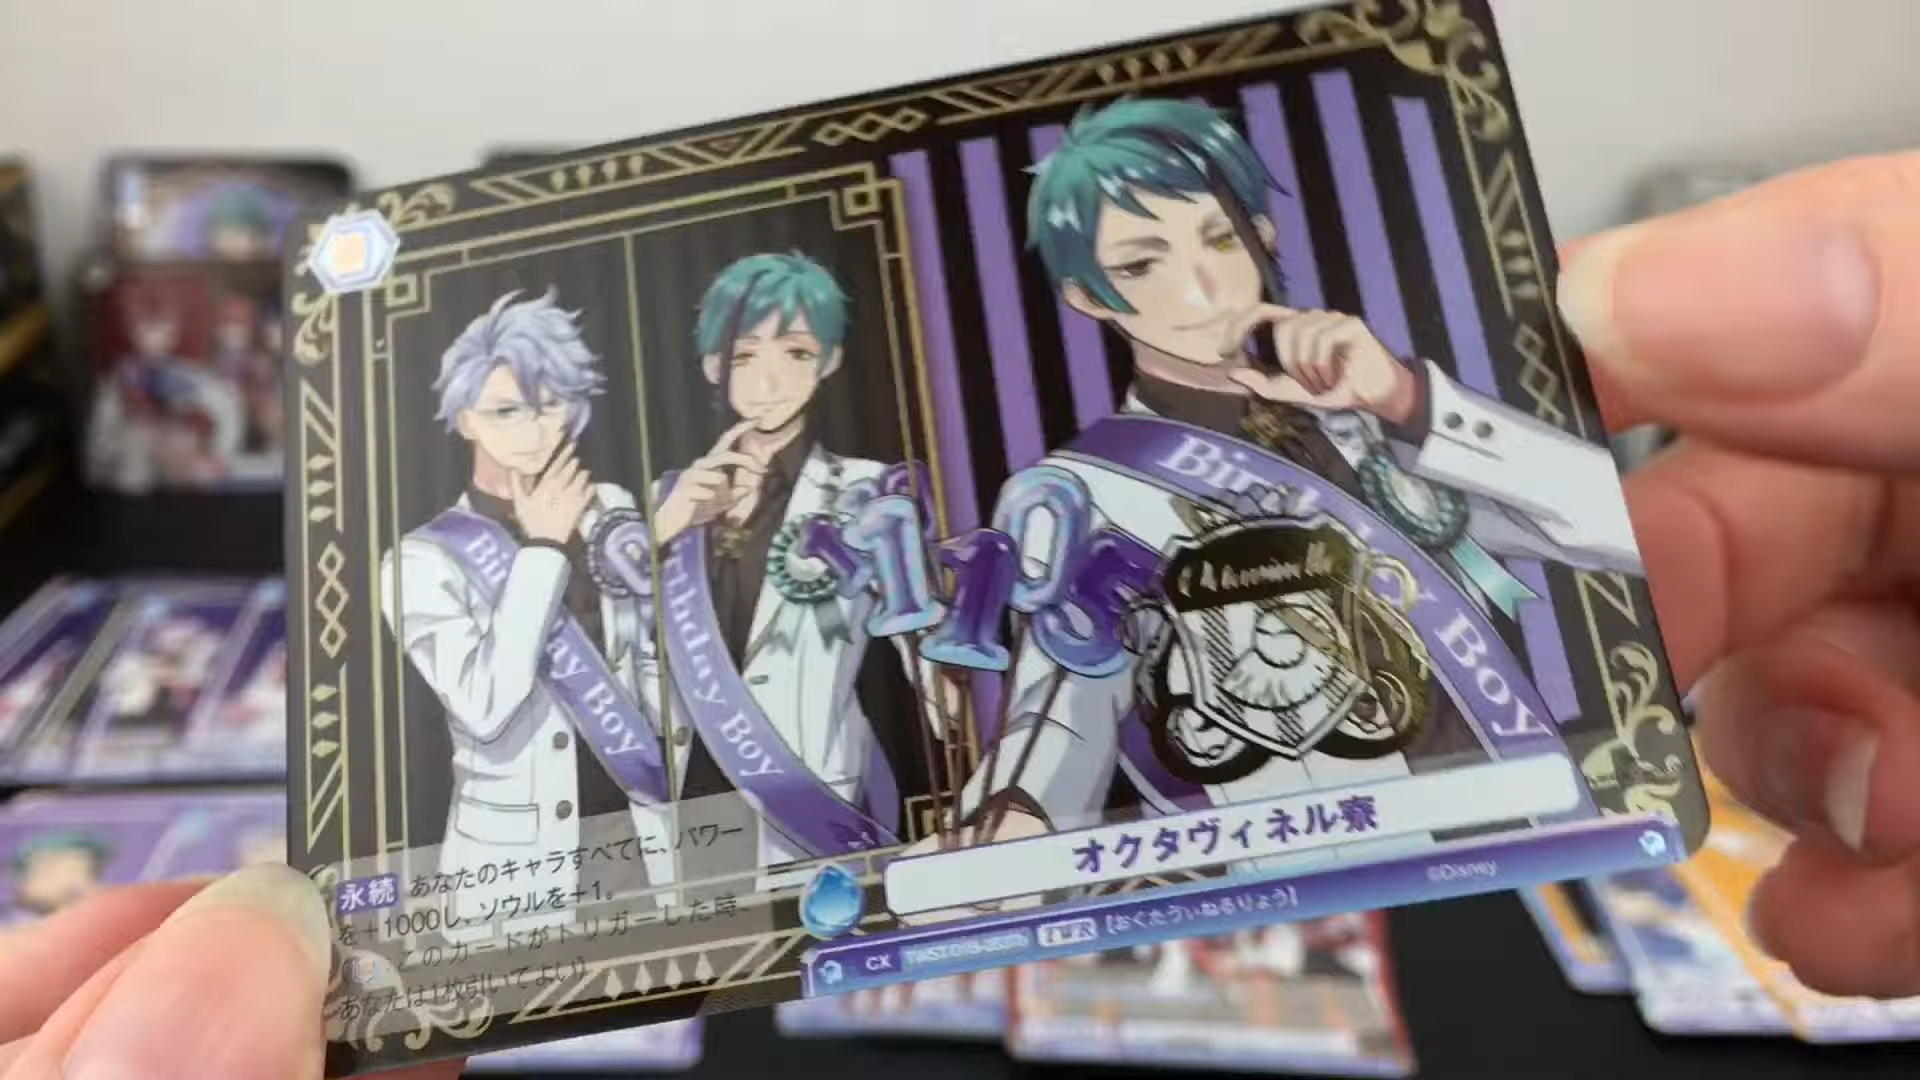 Birthday Boy
Birthday Boy
Birthday Boy
1105
オクタヴィネル寮
©Disney
永続 あなたのキャラすべてに、パワー
を+1000し、ソウルを+1。
このカードがトリガーした時、
あなたは1枚引いてよい)
CX TWR 【おくたゔぃねるりょう】